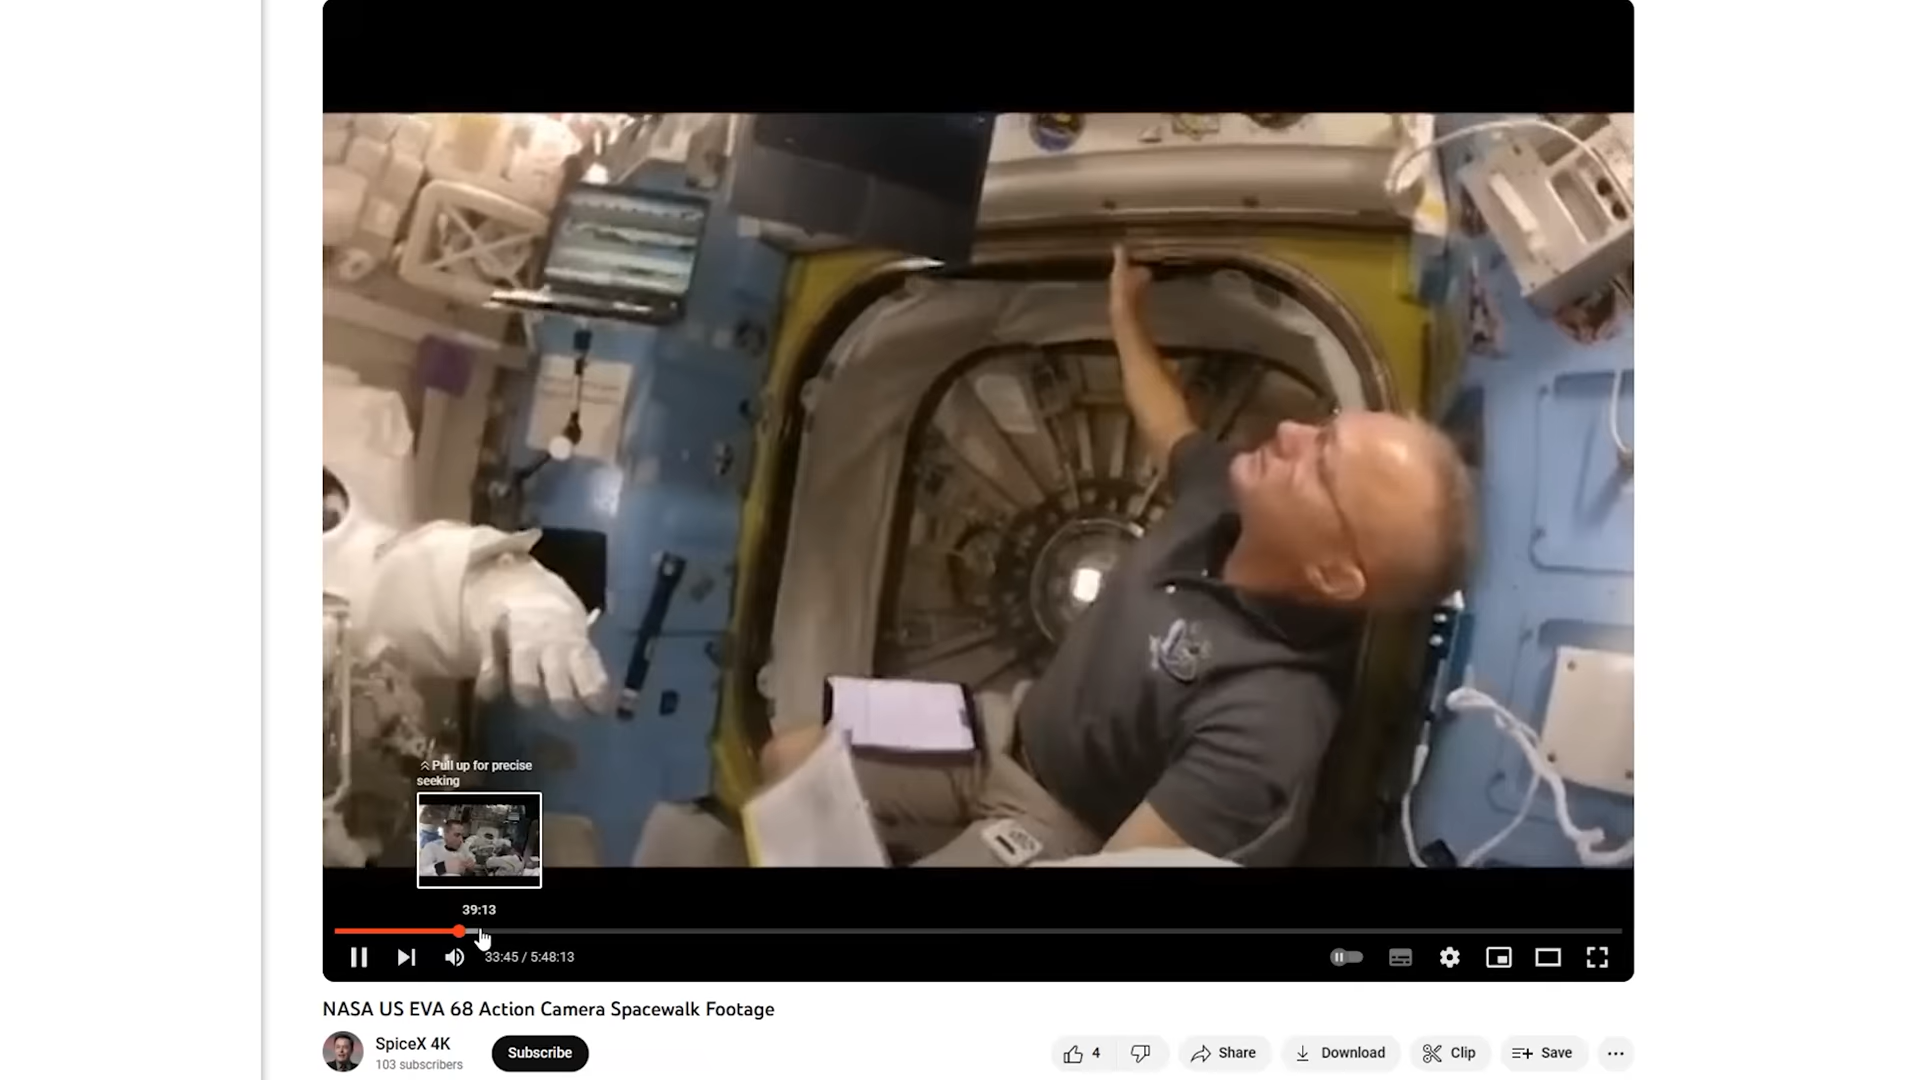 Pull up for precise
seeking
39:13
33:45 / 5:48:13
NASA US EVA 68 Action Camera Spacewalk Footage
SpiceX 4K
103 subscribers
Subscribe
4
Share
Download
Clip
Save